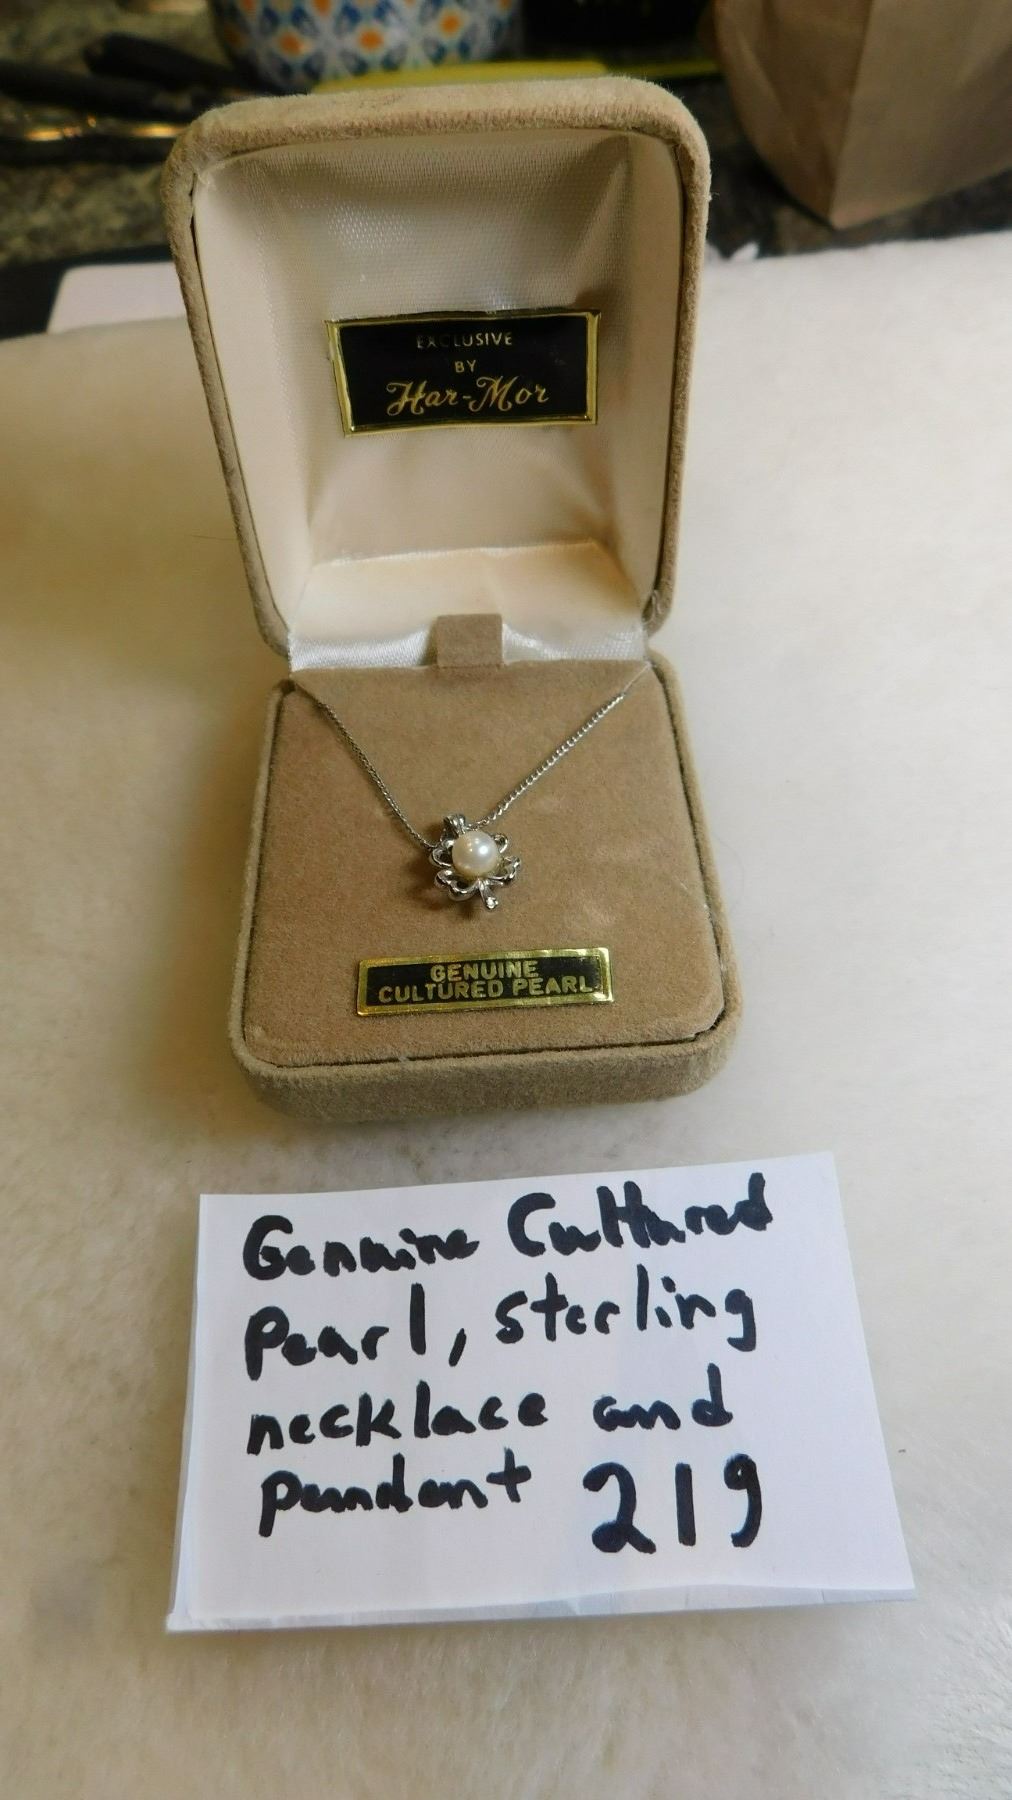 EXCLUSIVE
BY
Har-Mor
GENUINE
CULTURED PEARL
Genuine Cultured
Pearl, Sterling
necklace and
pendant 219